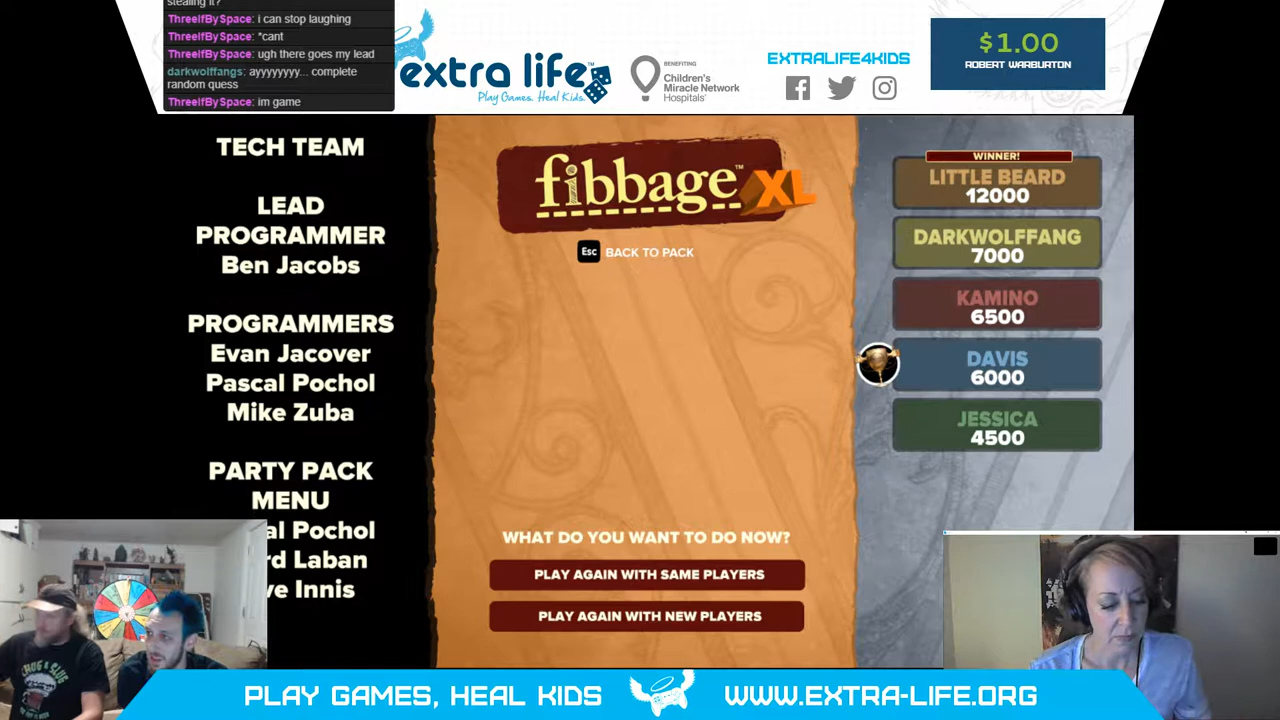 stealing it?
ThreelfBySpace: i can stop laughing
ThreelfBySpace: *cant
ThreelfBySpace: ugh there goes my lead
darkwolffangs: ayyyyyyy... complete
random quess
ThreelfBySpace: im game
extra life
Play Games. Heal Kids.
BENEFITING
Children's
Miracle Network
Hospitals
EXTRALIFE4KIDS
$1.00
ROBERT WARBURTON
TECH TEAM
LEAD
PROGRAMMER
Ben Jacobs
PROGRAMMERS
Evan Jacover
Pascal Pochol
Mike Zuba
PARTY PACK
MENU
al Pochol
rd Laban
ve Innis
fibbage™ XL
Esc BACK TO PACK
WHAT DO YOU WANT TO DO NOW?
PLAY AGAIN WITH SAME PLAYERS
PLAY AGAIN WITH NEW PLAYERS
WINNER!
LITTLE BEARD
12000
DARKWOLFFANG
7000
KAMINO
6500
DAVIS
6000
JESSICA
4500
PLAY GAMES, HEAL KIDS
WWW.EXTRA-LIFE.ORG